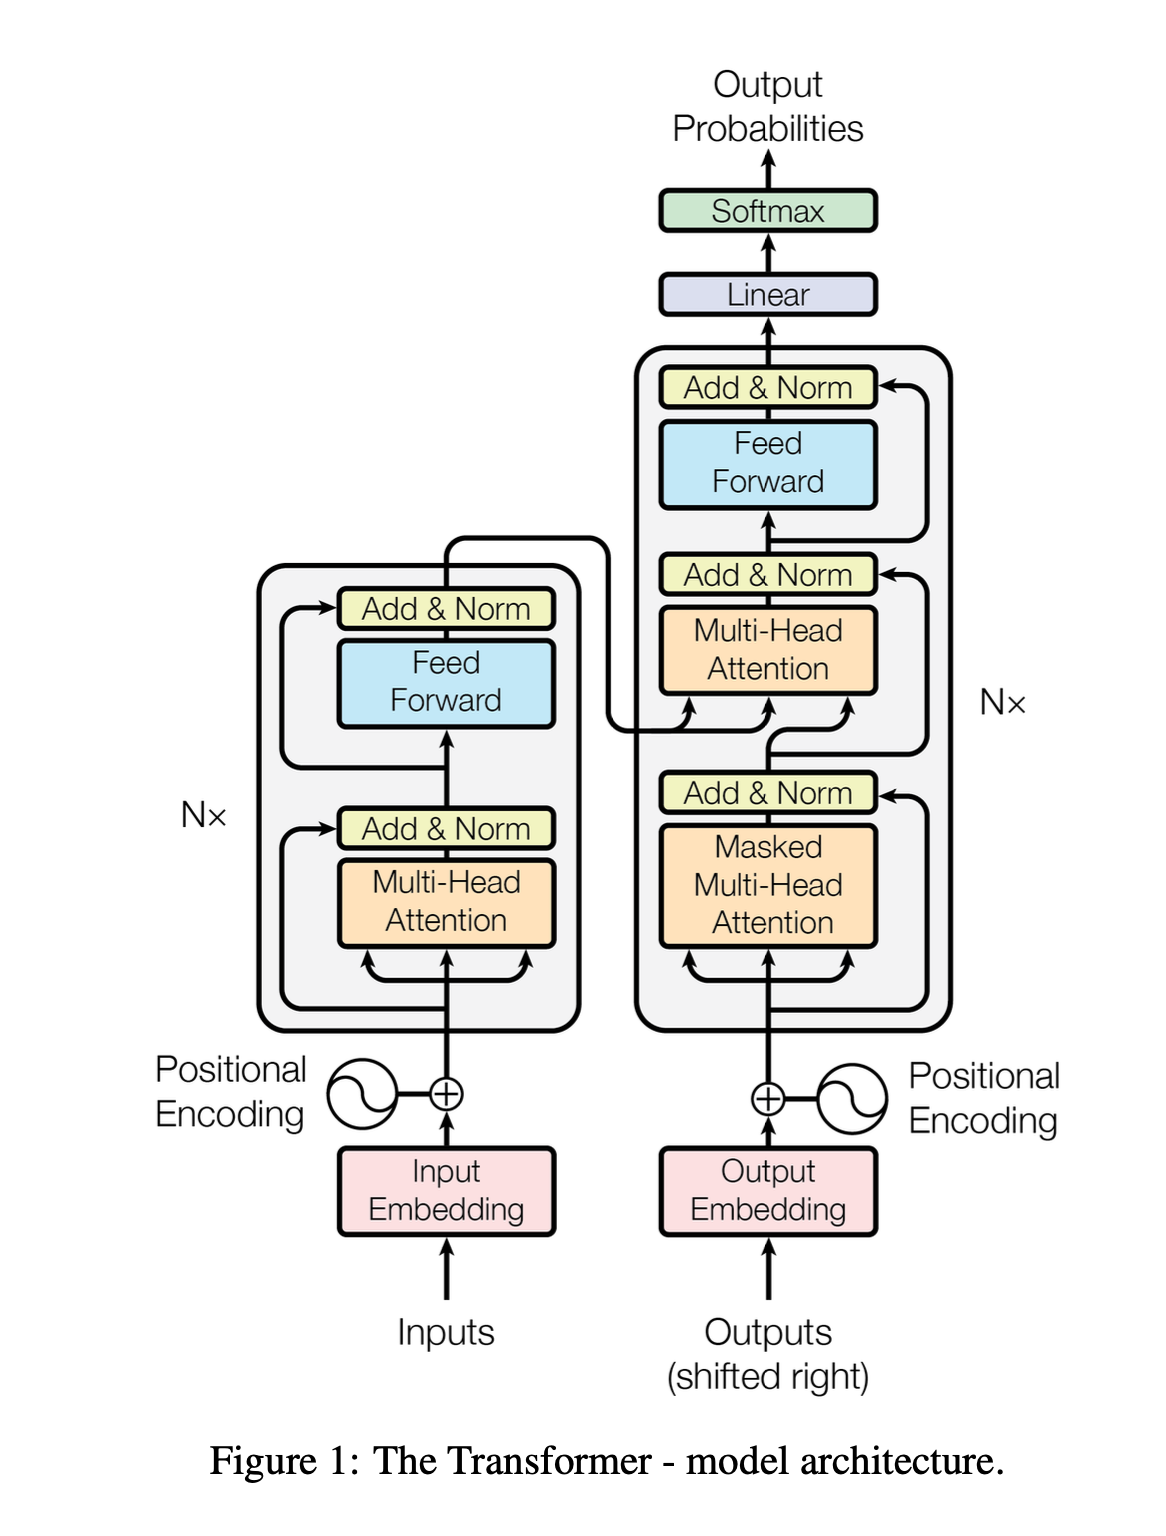 Output
Probabilities
Softmax
Linear
Add & Norm
Feed
Forward
Add & Norm
Multi-Head
Attention
Nx
Add & Norm
Masked
Multi-Head
Attention
Add & Norm
Feed
Forward
Nx
Add & Norm
Multi-Head
Attention
Positional
Encoding
Positional
Encoding
Input
Embedding
Output
Embedding
Inputs
Outputs
(shifted right)
Figure 1: The Transformer - model architecture.